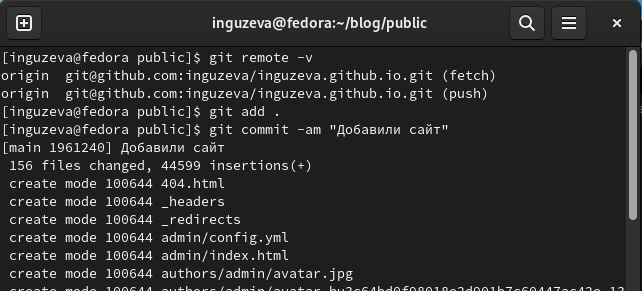 inguzeva@fedora:~/blog/public
[inguzeva@fedora public]$ git remote -v
origin  git@github.com:inguzeva/inguzeva.github.io.git (fetch)
origin  git@github.com:inguzeva/inguzeva.github.io.git (push)
[inguzeva@fedora public]$ git add .
[inguzeva@fedora public]$ git commit -am "Добавили сайт"
[main 1961240] Добавили сайт
 156 files changed, 44599 insertions(+)
 create mode 100644 404.html
 create mode 100644 _headers
 create mode 100644 _redirects
 create mode 100644 admin/config.yml
 create mode 100644 admin/index.html
 create mode 100644 authors/admin/avatar.jpg
 create mode 100644